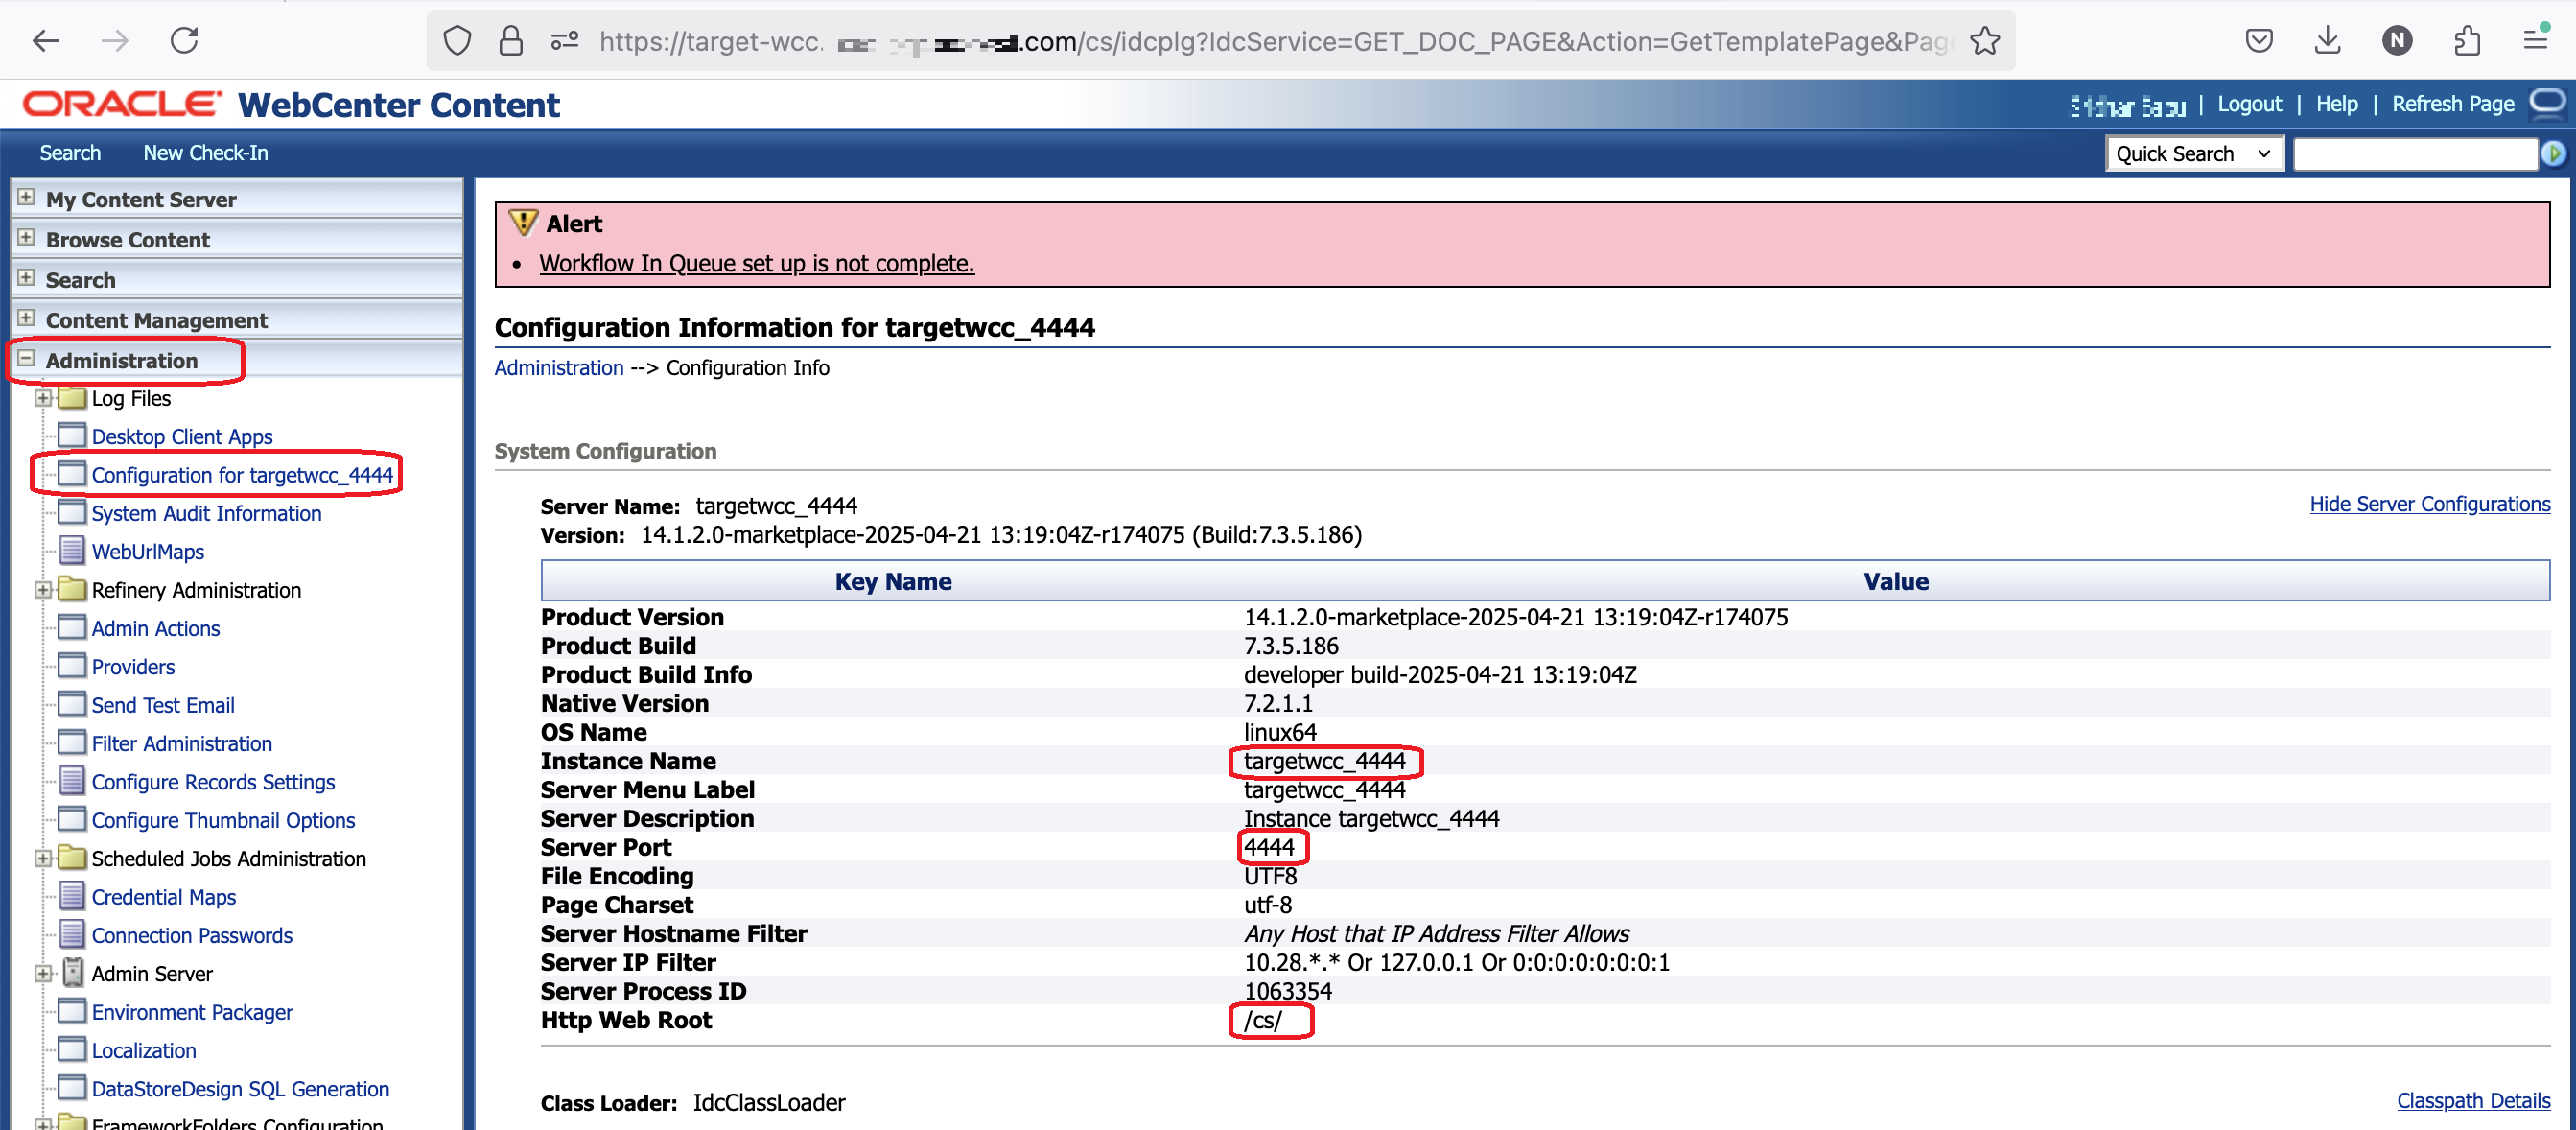 https://target-wcc. .com/cs/idcplg?IdcService=GET_DOC_PAGE&Action=GetTemplatePage&Page
N
ORACLE WebCenter Content
| Logout | Help | Refresh Page
Search New Check-In
Quick Search
My Content Server
Browse Content
Search
Content Management
Administration
Log Files
Desktop Client Apps
Configuration for targetwcc_4444
System Audit Information
WebUrlMaps
Refinery Administration
Admin Actions
Providers
Send Test Email
Filter Administration
Configure Records Settings
Configure Thumbnail Options
Scheduled Jobs Administration
Credential Maps
Connection Passwords
Admin Server
Environment Packager
Localization
DataStoreDesign SQL Generation
FrameworkFolders Configuration
Alert
• Workflow In Queue set up is not complete.
Configuration Information for targetwcc_4444
Administration --> Configuration Info
System Configuration
Server Name: targetwcc_4444
Hide Server Configurations
Version: 14.1.2.0-marketplace-2025-04-21 13:19:04Z-r174075 (Build:7.3.5.186)
Key Name Value
Product Version 14.1.2.0-marketplace-2025-04-21 13:19:04Z-r174075
Product Build 7.3.5.186
Product Build Info developer build-2025-04-21 13:19:04Z
Native Version 7.2.1.1
OS Name linux64
Instance Name targetwcc_4444
Server Menu Label targetwcc_4444
Server Description Instance targetwcc_4444
Server Port 4444
File Encoding UTF8
Page Charset utf-8
Server Hostname Filter Any Host that IP Address Filter Allows
Server IP Filter 10.28.*.* Or 127.0.0.1 Or 0:0:0:0:0:0:0:1
Server Process ID 1063354
Http Web Root /cs/
Class Loader: IdcClassLoader
Classpath Details